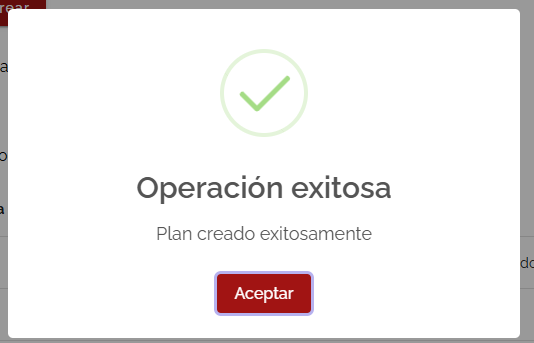 Operación exitosa
Plan creado exitosamente
Aceptar